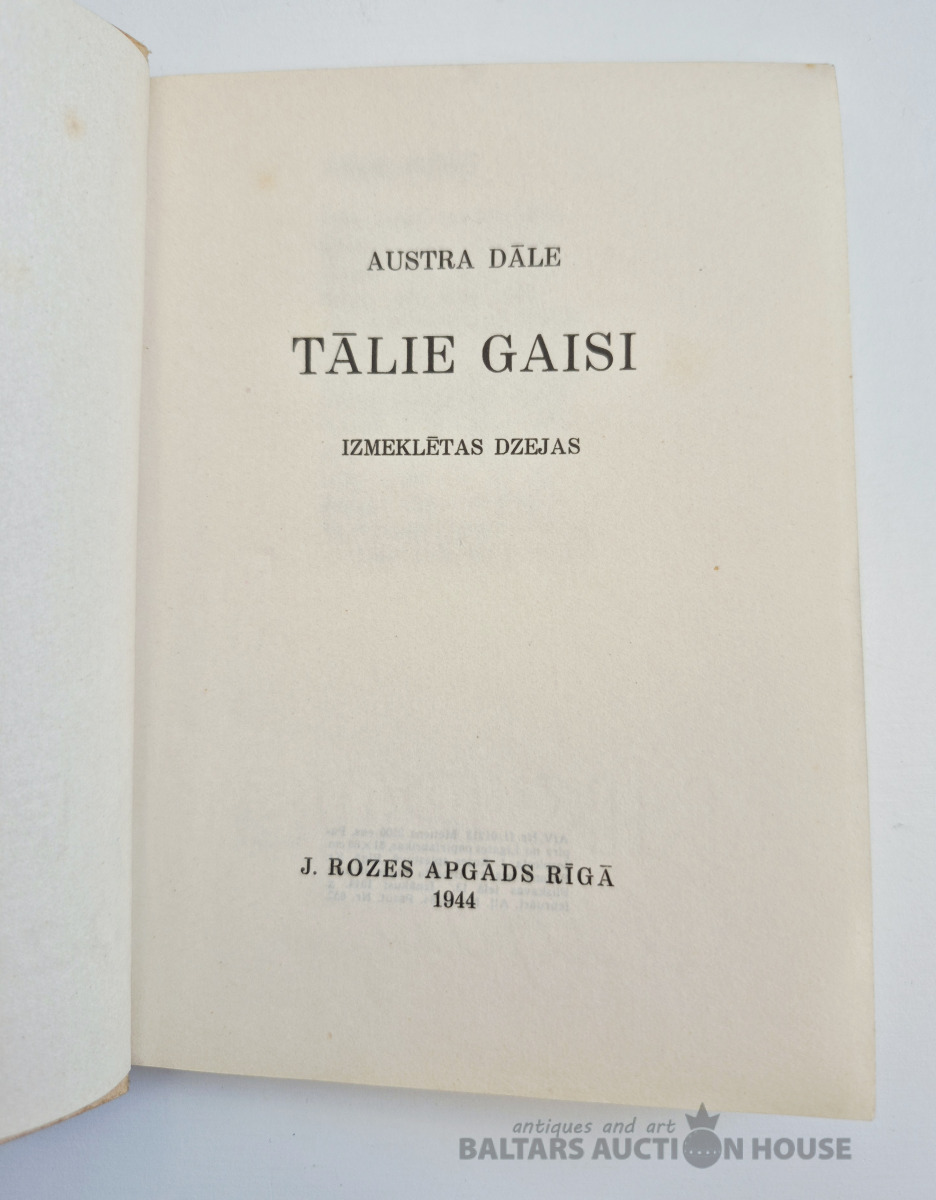 AUSTRA DĀLE
TĀLIE GAISI
IZMEKLĒTAS DZEJAS
J. ROZES APGĀDS RĪGĀ
1944
antiques and art
BALTARS AUCTION HOUSE